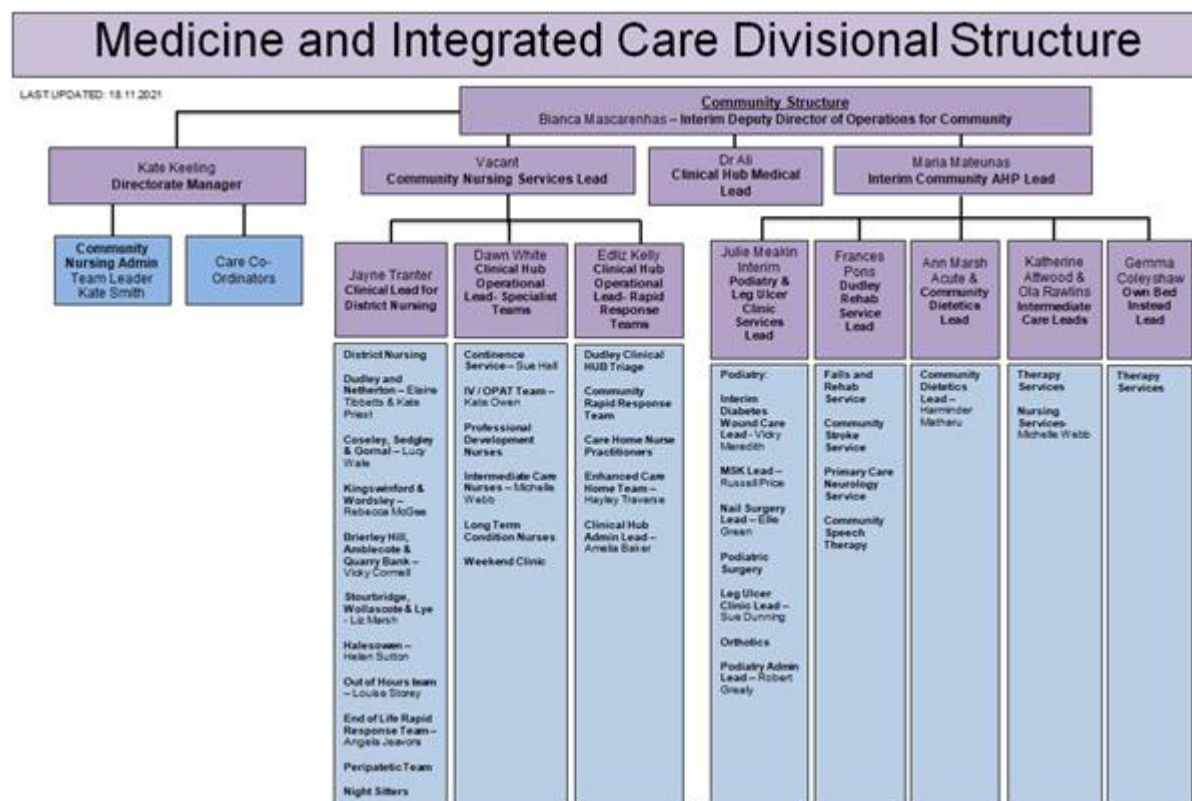 Medicine and Integrated Care Divisional Structure
LAST UPDATED: 18.11.2021
Community Structure
Bianca Mascarenhas – Interim Deputy Director of Operations for Community
Kate Keeling
Directorate Manager
Vacant
Community Nursing Services Lead
Dr Ali
Clinical Hub Medical
Lead
Maria Mateunas
Interim Community AHP Lead
Community
Nursing Admin
Team Leader
Kate Smith
Care Co-
Ordinators
Jayne Tranter
Clinical Lead for
District Nursing
Dawn White
Clinical Hub
Operational
Lead- Specialist
Teams
Edliz Kelly
Clinical Hub
Operational
Lead- Rapid
Response
Teams
Julie Meakin
Interim
Podiatry &
Leg Ulcer
Clinic
Services
Lead
Frances
Pons
Dudley
Rehab
Service
Lead
Ann Marsh
Acute &
Community
Dietetics
Lead
Katherine
Attwood &
Ola Rawlins
Intermediate
Care Leads
Gemma
Coleyshaw
Own Bed
Instead
Lead
District Nursing
Dudley and
Netherton – Elaine
Tibbetts & Kate
Priest
Coseley, Sedgley
& Gornal – Lucy
Wale
Kingswinford &
Wordsley –
Rebecca McGee
Brierley Hill,
Amblecote &
Quarry Bank –
Vicky Cormell
Stourbridge,
Wollascote & Lye
- Liz Marsh
Halesowen –
Helen Sutton
Out of Hours team
– Louise Storey
End of Life Rapid
Response Team –
Angela Jeavons
Peripatetic Team
Night Sitters
Continence
Service – Sue Hall
IV / OPAT Team –
Kate Owen
Professional
Development
Nurses
Intermediate Care
Nurses – Michelle
Webb
Long Term
Condition Nurses
Weekend Clinic
Dudley Clinical
HUB Triage
Community
Rapid Response
Team
Care Home Nurse
Practitioners
Enhanced Care
Home Team –
Hayley Traverse
Clinical Hub
Admin Lead –
Amelia Baker
Podiatry:
Interim
Diabetes
Wound Care
Lead - Vicky
Meredith
MSK Lead –
Russell Price
Nail Surgery
Lead – Ellie
Green
Podiatric
Surgery
Leg Ulcer
Clinic Lead –
Sue Dunning
Orthotics
Podiatry Admin
Lead – Robert
Grealy
Falls and
Rehab
Service
Community
Stroke
Service
Primary Care
Neurology
Service
Community
Speech
Therapy
Community
Dietetics
Lead –
Harminder
Matharu
Therapy
Services
Nursing
Services-
Michelle Webb
Therapy
Services